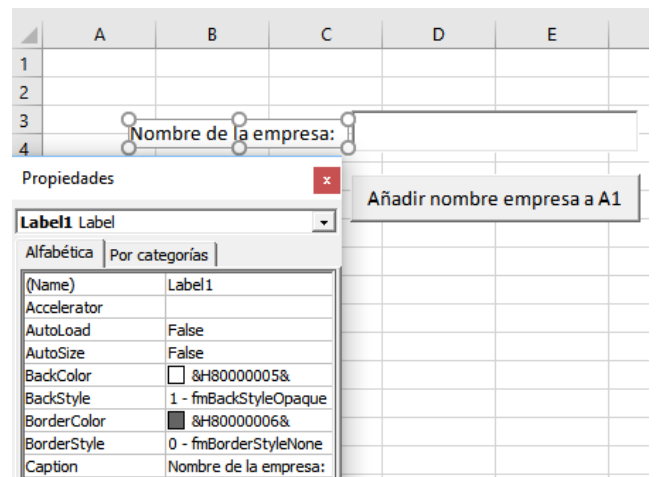 A B C D E
1
2
3
Nombre de la empresa:
4
Propiedades x
Añadir nombre empresa a A1
Label1 Label
Alfabética Por categorías
(Name) Label1
Accelerator
AutoLoad False
AutoSize False
BackColor &H80000005&
BackStyle 1 - fmBackStyleOpaque
BorderColor &H80000006&
BorderStyle 0 - fmBorderStyleNone
Caption Nombre de la empresa: